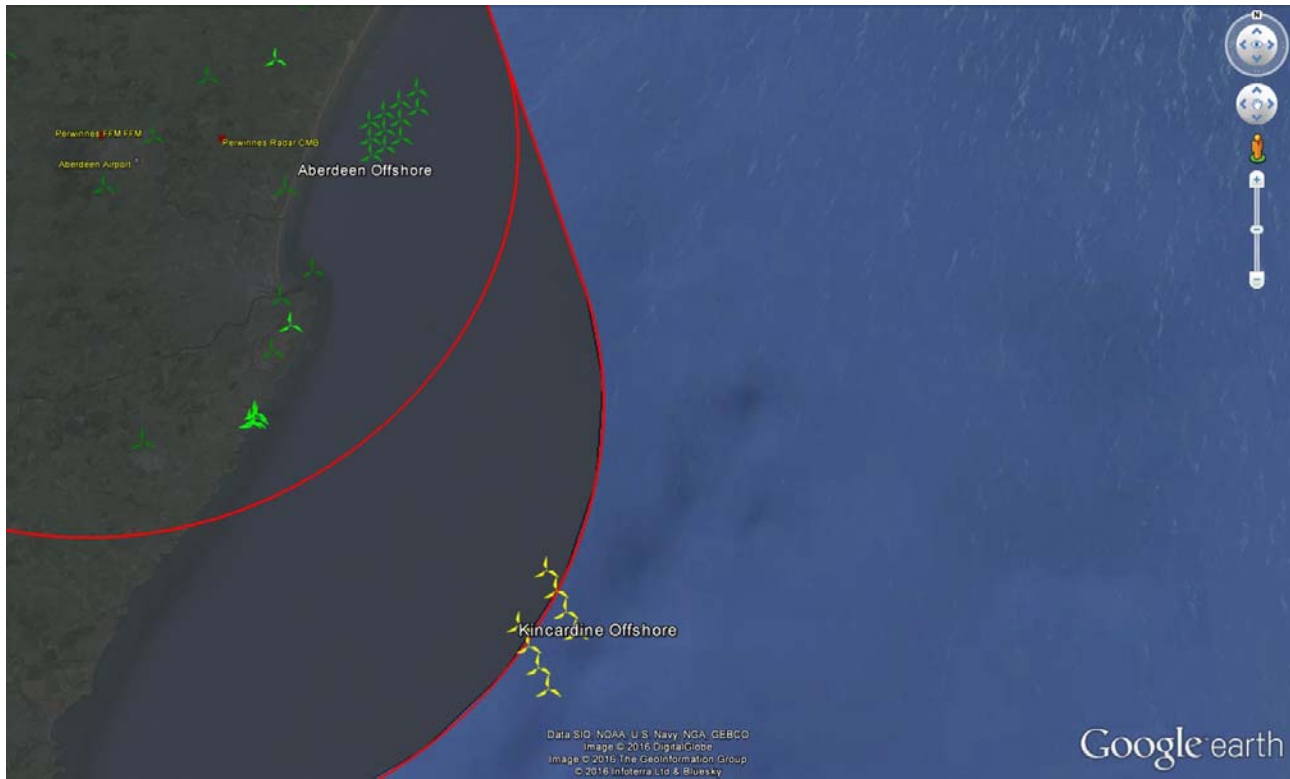 N
Perwinnes FFM FFM
Perwinnes Radar CMB
Aberdeen Airport
Aberdeen Offshore
Kincardine Offshore
Data SIO, NOAA, U.S. Navy, NGA, GEBCO
Image © 2016 DigitalGlobe
Image © 2016 The GeoInformation Group
© 2016 Infoterra Ltd & Bluesky
Google earth